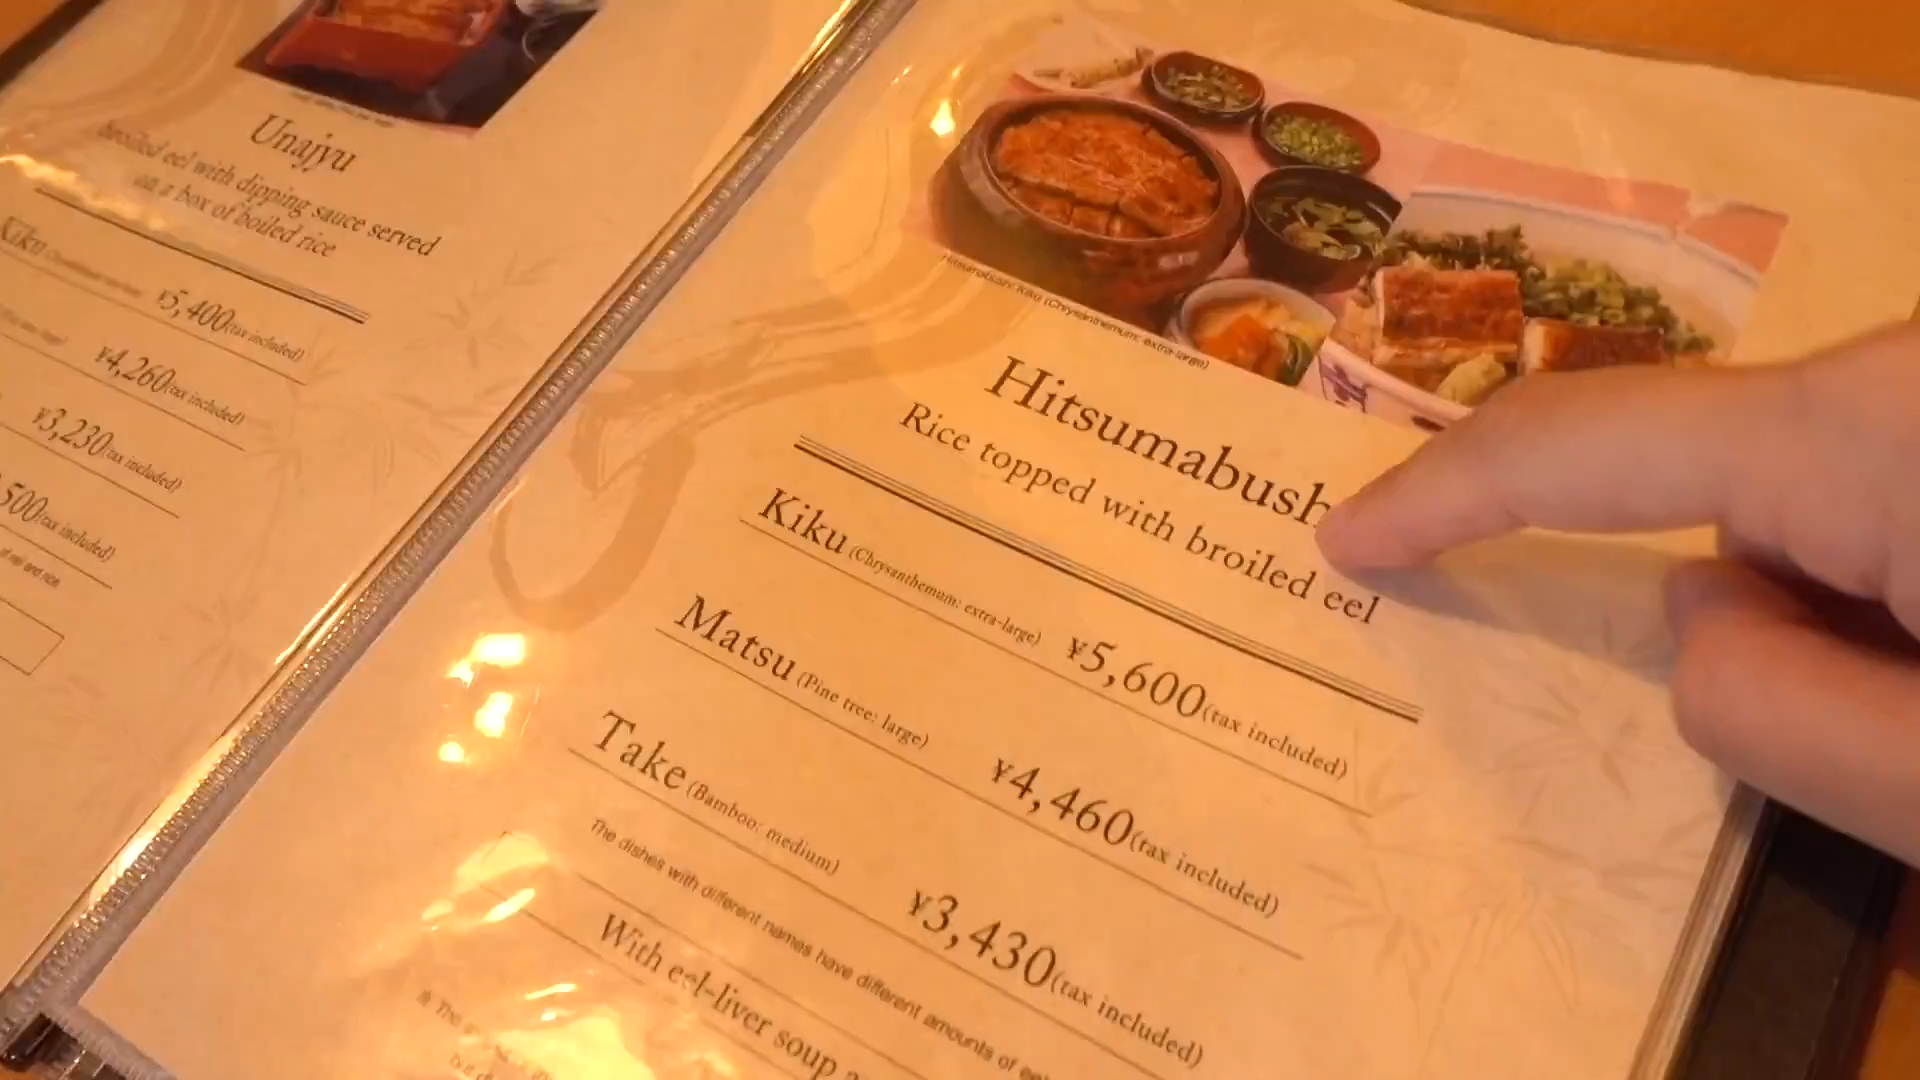 Unajyu
broiled eel with dipping sauce served
on a box of boiled rice
Kiku
¥5,400(tax included)
¥4,260(tax included)
¥3,230(tax included)
500(tax included)
Hitsumabushi Kiku (Chrysanthemum: extra-large)
Hitsumabush
Rice topped with broiled eel
Kiku (Chrysanthemum: extra-large) ¥5,600(tax included)
Matsu (Pine tree: large) ¥4,460(tax included)
Take (Bamboo: medium) ¥3,430(tax included)
The dishes with different names have different amounts of eel
With eel-liver soup